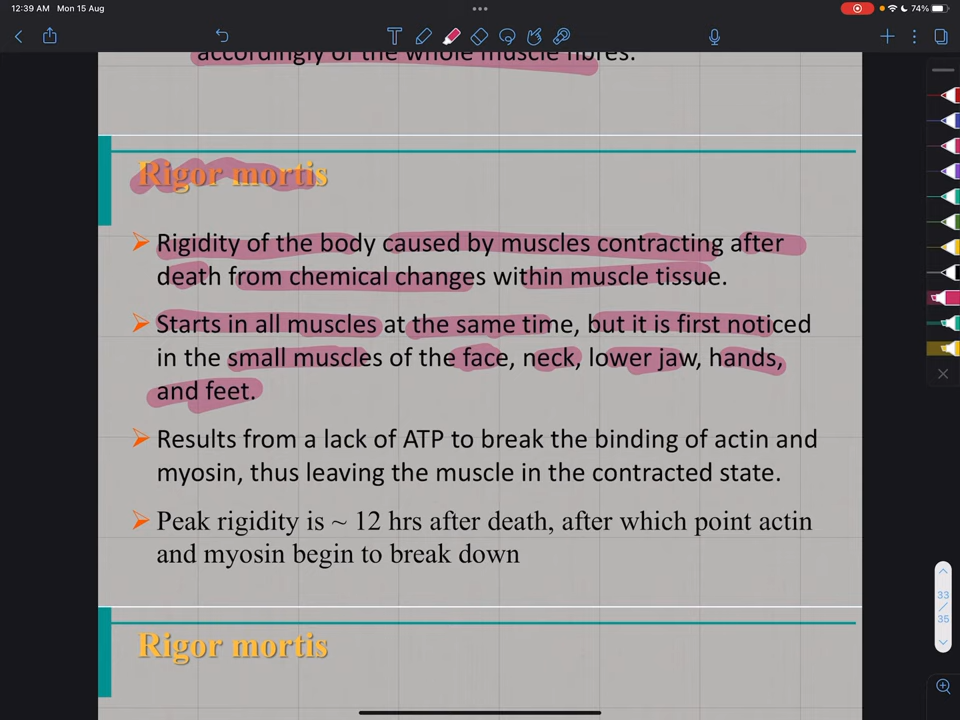 12:39 AM Mon 15 Aug
74%
accordingly of the whole muscle fibres.
Rigor mortis
Rigidity of the body caused by muscles contracting after
death from chemical changes within muscle tissue.
Starts in all muscles at the same time, but it is first noticed
in the small muscles of the face, neck, lower jaw, hands,
and feet.
Results from a lack of ATP to break the binding of actin and
myosin, thus leaving the muscle in the contracted state.
Peak rigidity is ~ 12 hrs after death, after which point actin
and myosin begin to break down
33
/
35
Rigor mortis